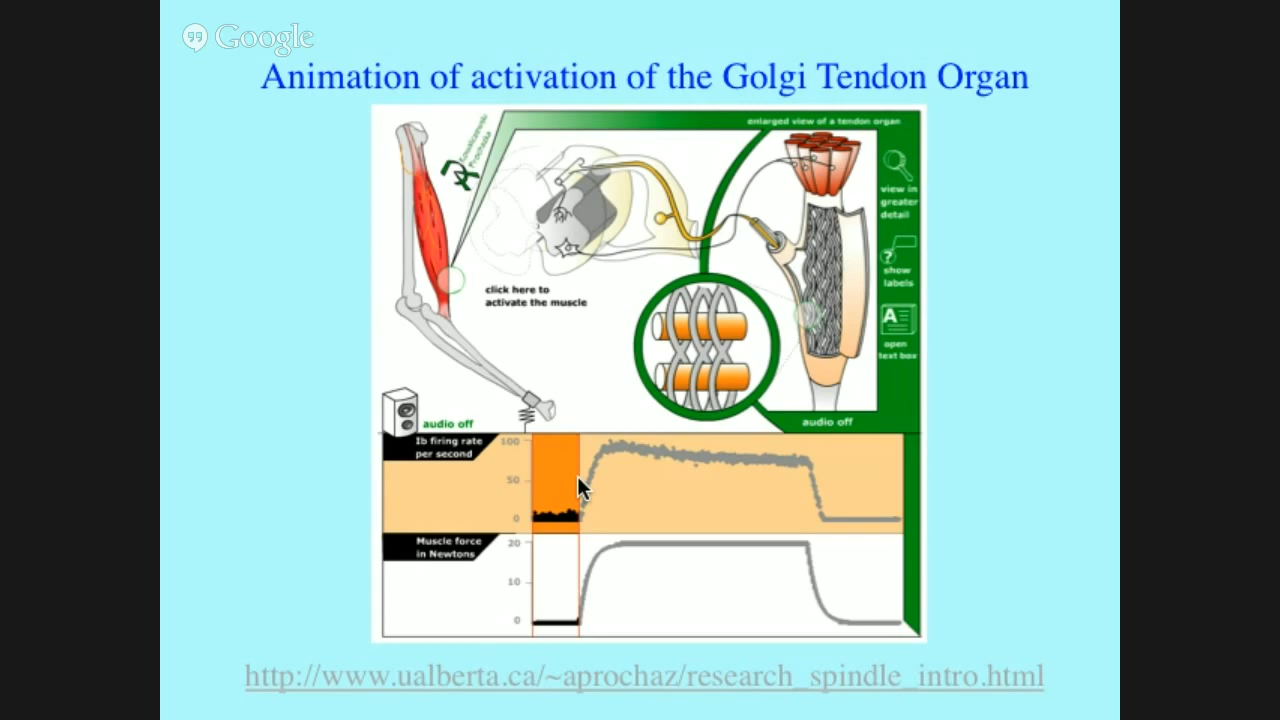 Google
Animation of activation of the Golgi Tendon Organ
enlarged view of a tendon organ
Prochazka
view in
greater
detail
click here to
activate the muscle
?
show
labels
A
open
text box
audio off
audio off
Ib firing rate
per second
100
50
0
Muscle force
in Newtons
20
10
0
http://www.ualberta.ca/~aprochaz/research_spindle_intro.html